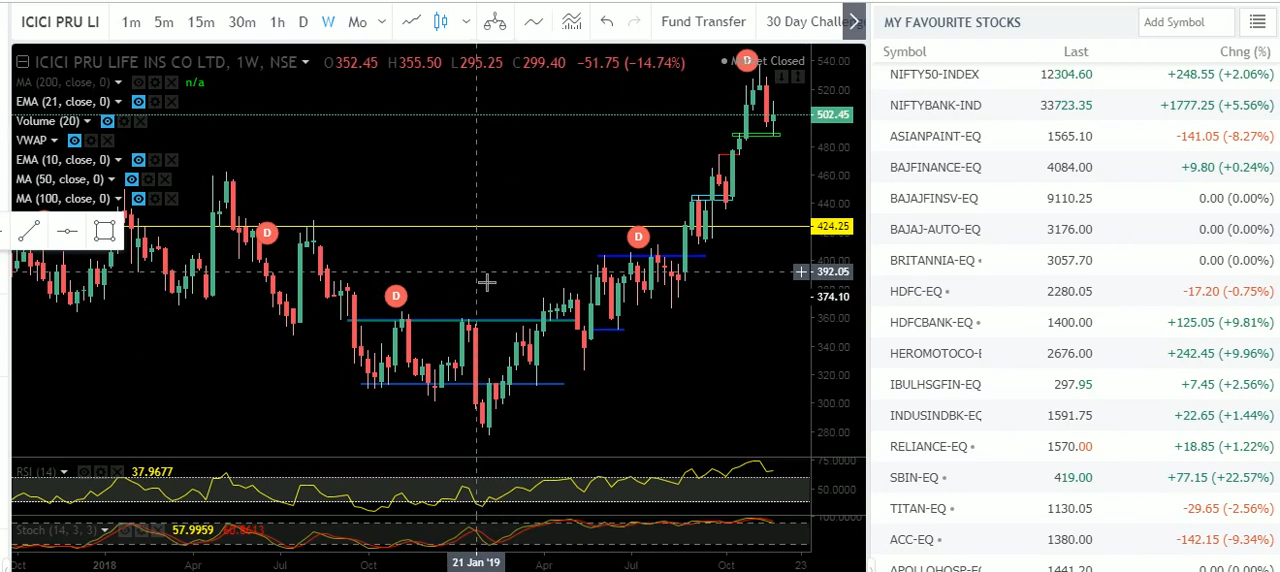 ICICI PRU LI 1m 5m 15m 30m 1h D W Mo Fund Transfer 30 Day Challen
ICICI PRU LIFE INS CO LTD, 1W, NSE O352.45 H355.50 L295.25 C299.40 -51.75 (-14.74%) Market Closed
MA (200, close, 0) n/a
EMA (21, close, 0)
Volume (20)
VWAP
EMA (10, close, 0)
MA (50, close, 0)
MA (100, close, 0)
D
D
D
D
540.00
520.00
502.45
480.00
460.00
440.00
424.25
400.00
392.05
374.10
360.00
340.00
320.00
300.00
280.00
RSI (14) 37.9677
75.0000
50.0000
Stoch (14, 3, 3) 57.9959
100.0000
Oct 2018 Apr Jul Oct 21 Jan '19 Apr Jul Oct 23
MY FAVOURITE STOCKS Add Symbol
Symbol Last Chng (%)
NIFTY50-INDEX 12304.60 +248.55 (+2.06%)
NIFTYBANK-IND 33723.35 +1777.25 (+5.56%)
ASIANPAINT-EQ 1565.10 -141.05 (-8.27%)
BAJFINANCE-EQ 4084.00 +9.80 (+0.24%)
BAJAJFINSV-EQ 9110.25 0.00 (0.00%)
BAJAJ-AUTO-EQ 3176.00 0.00 (0.00%)
BRITANNIA-EQ 3057.70 0.00 (0.00%)
HDFC-EQ 2280.05 -17.20 (-0.75%)
HDFCBANK-EQ 1400.00 +125.05 (+9.81%)
HEROMOTOCO-E 2676.00 +242.45 (+9.96%)
IBULHSGFIN-EQ 297.95 +7.45 (+2.56%)
INDUSINDBK-EQ 1591.75 +22.65 (+1.44%)
RELIANCE-EQ 1570.00 +18.85 (+1.22%)
SBIN-EQ 419.00 +77.15 (+22.57%)
TITAN-EQ 1130.05 -29.65 (-2.56%)
ACC-EQ 1380.00 -142.15 (-9.34%)
APOLLOHOSP-E 1441.20 0.00 (0.00%)